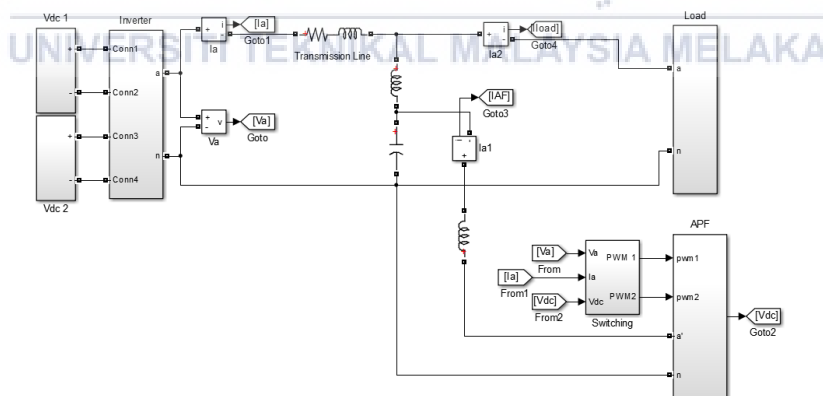 Vdc 1
Inverter
Load
UNIVERSITI TEKNIKAL MALAYSIA MELAKA
+
Conn1
-
Conn2
+
Conn3
-
Conn4
Vdc 2
a
n
+
-
i
Ia
[Ia]
Goto1
+
-
v
Va
[Va]
Goto
Transmission Line
+
-
i
Ia2
[Iload]
Goto4
a
n
[IAF]
Goto3
+
Ia1
APF
[Va]
From
[Ia]
From1
[Vdc]
From2
Va
Ia
Vdc
PWM 1
PWM2
Switching
pwm1
pwm2
a'
n
[Vdc]
Goto2